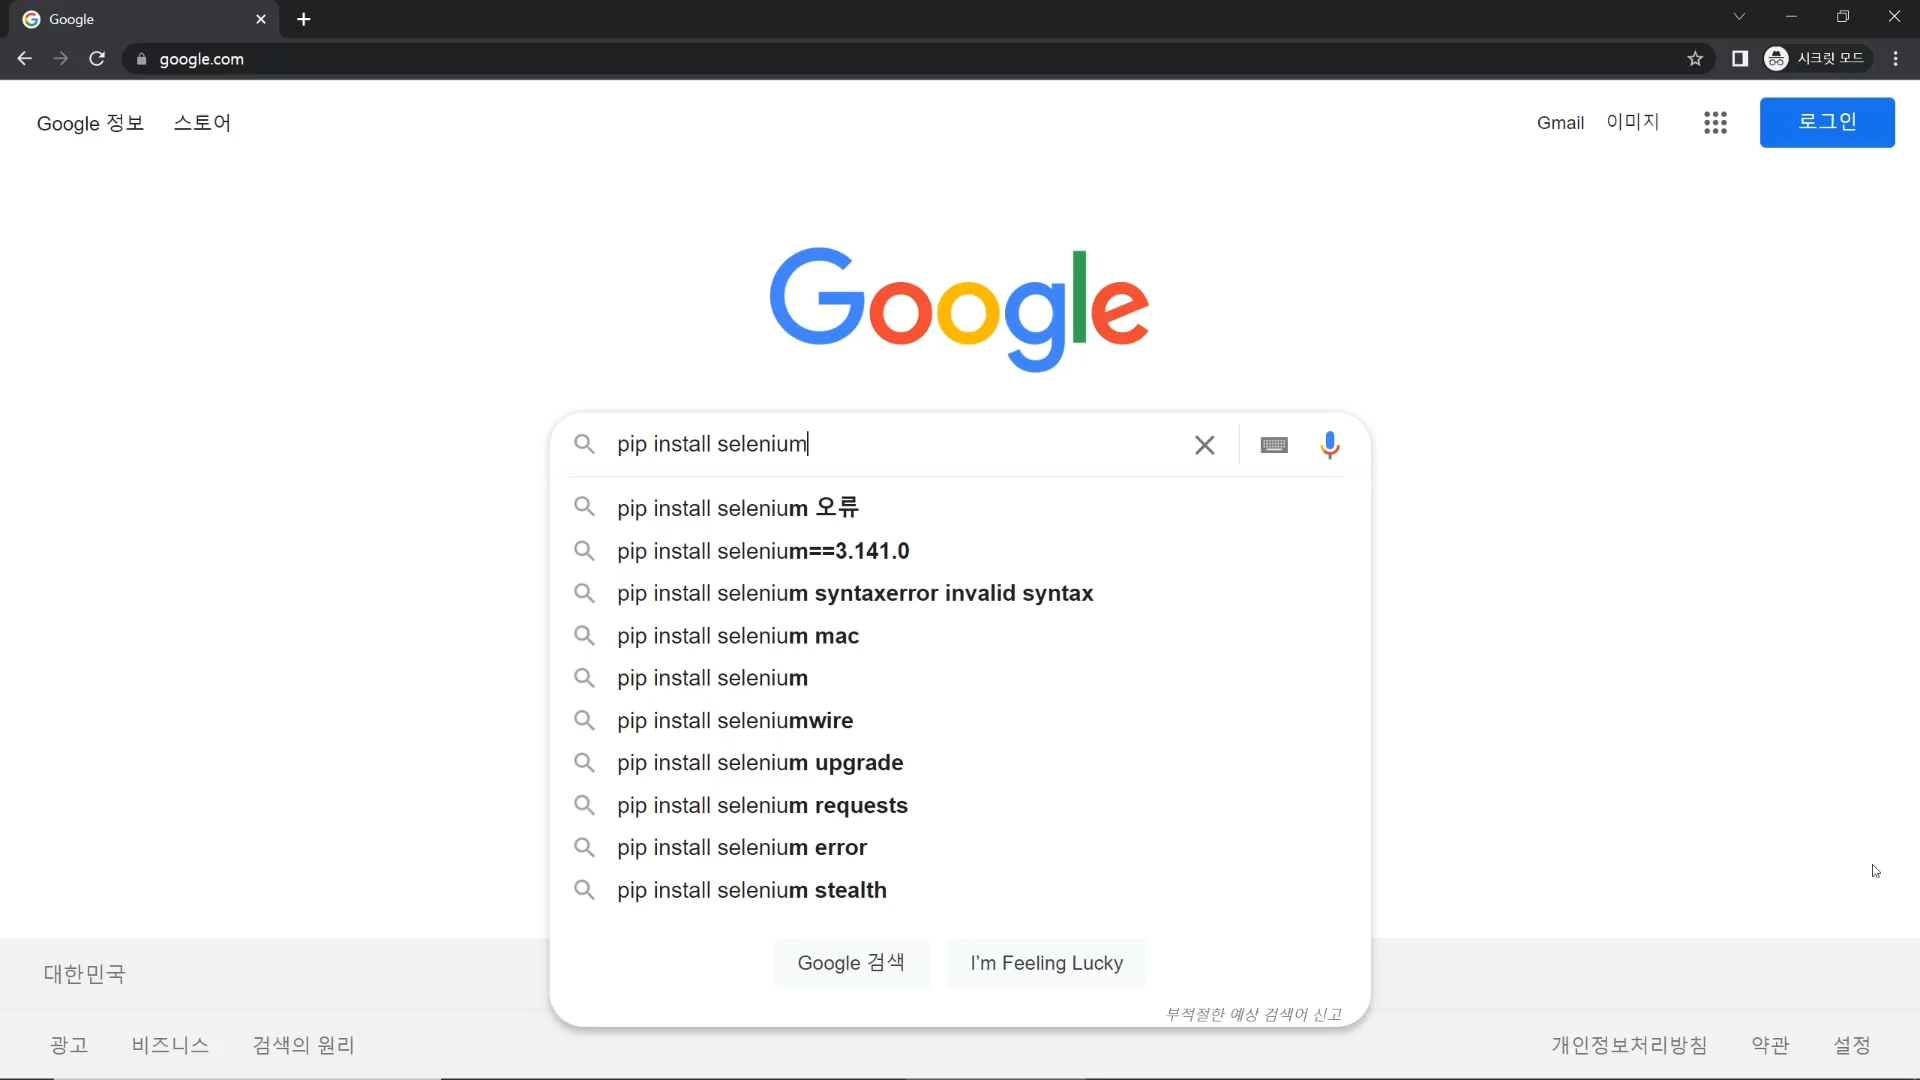 Google
google.com
시크릿 모드
Google 정보 스토어
Gmail 이미지 로그인
Google
pip install selenium
pip install selenium 오류
pip install selenium==3.141.0
pip install selenium syntaxerror invalid syntax
pip install selenium mac
pip install selenium
pip install seleniumwire
pip install selenium upgrade
pip install selenium requests
pip install selenium error
pip install selenium stealth
Google 검색 I'm Feeling Lucky
부적절한 예상 검색어 신고
대한민국
광고 비즈니스 검색의 원리
개인정보처리방침 약관 설정